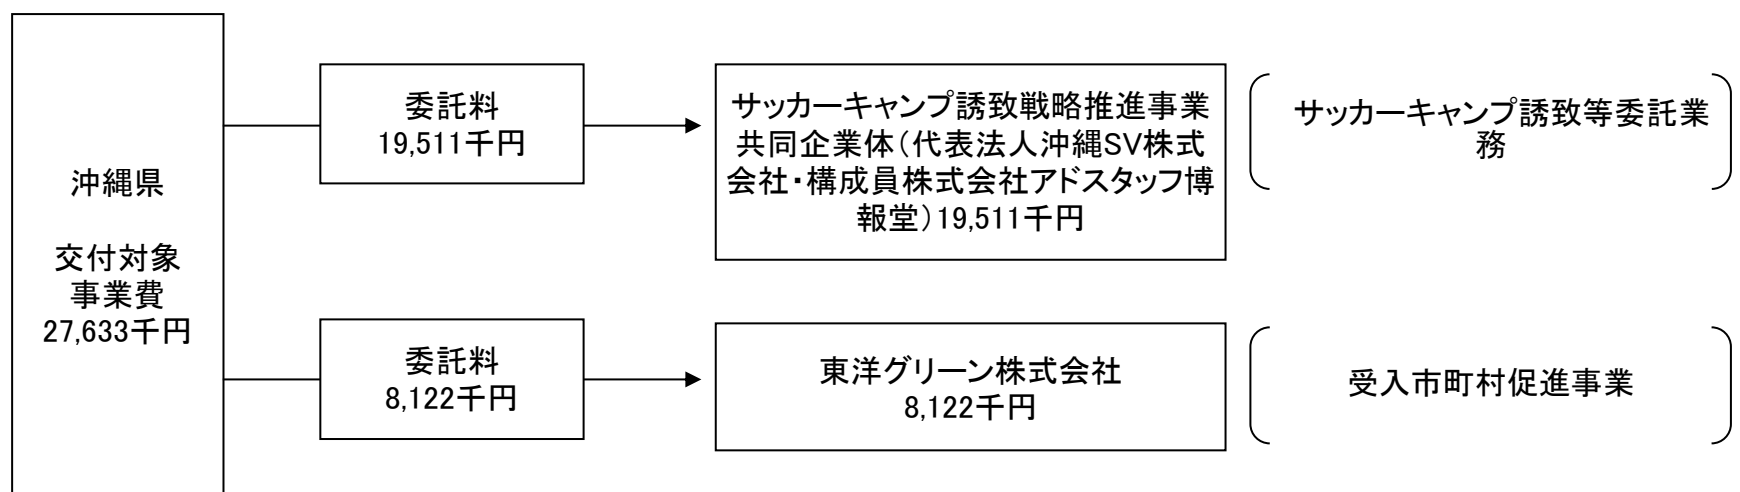 沖縄県
交付対象
事業費
27,633千円
委託料
19,511千円
サッカーキャンプ誘致戦略推進事業
共同企業体（代表法人沖縄SV株式
会社・構成員株式会社アドスタッフ博
報堂）19,511千円
サッカーキャンプ誘致等委託業
務
委託料
8,122千円
東洋グリーン株式会社
8,122千円
受入市町村促進事業